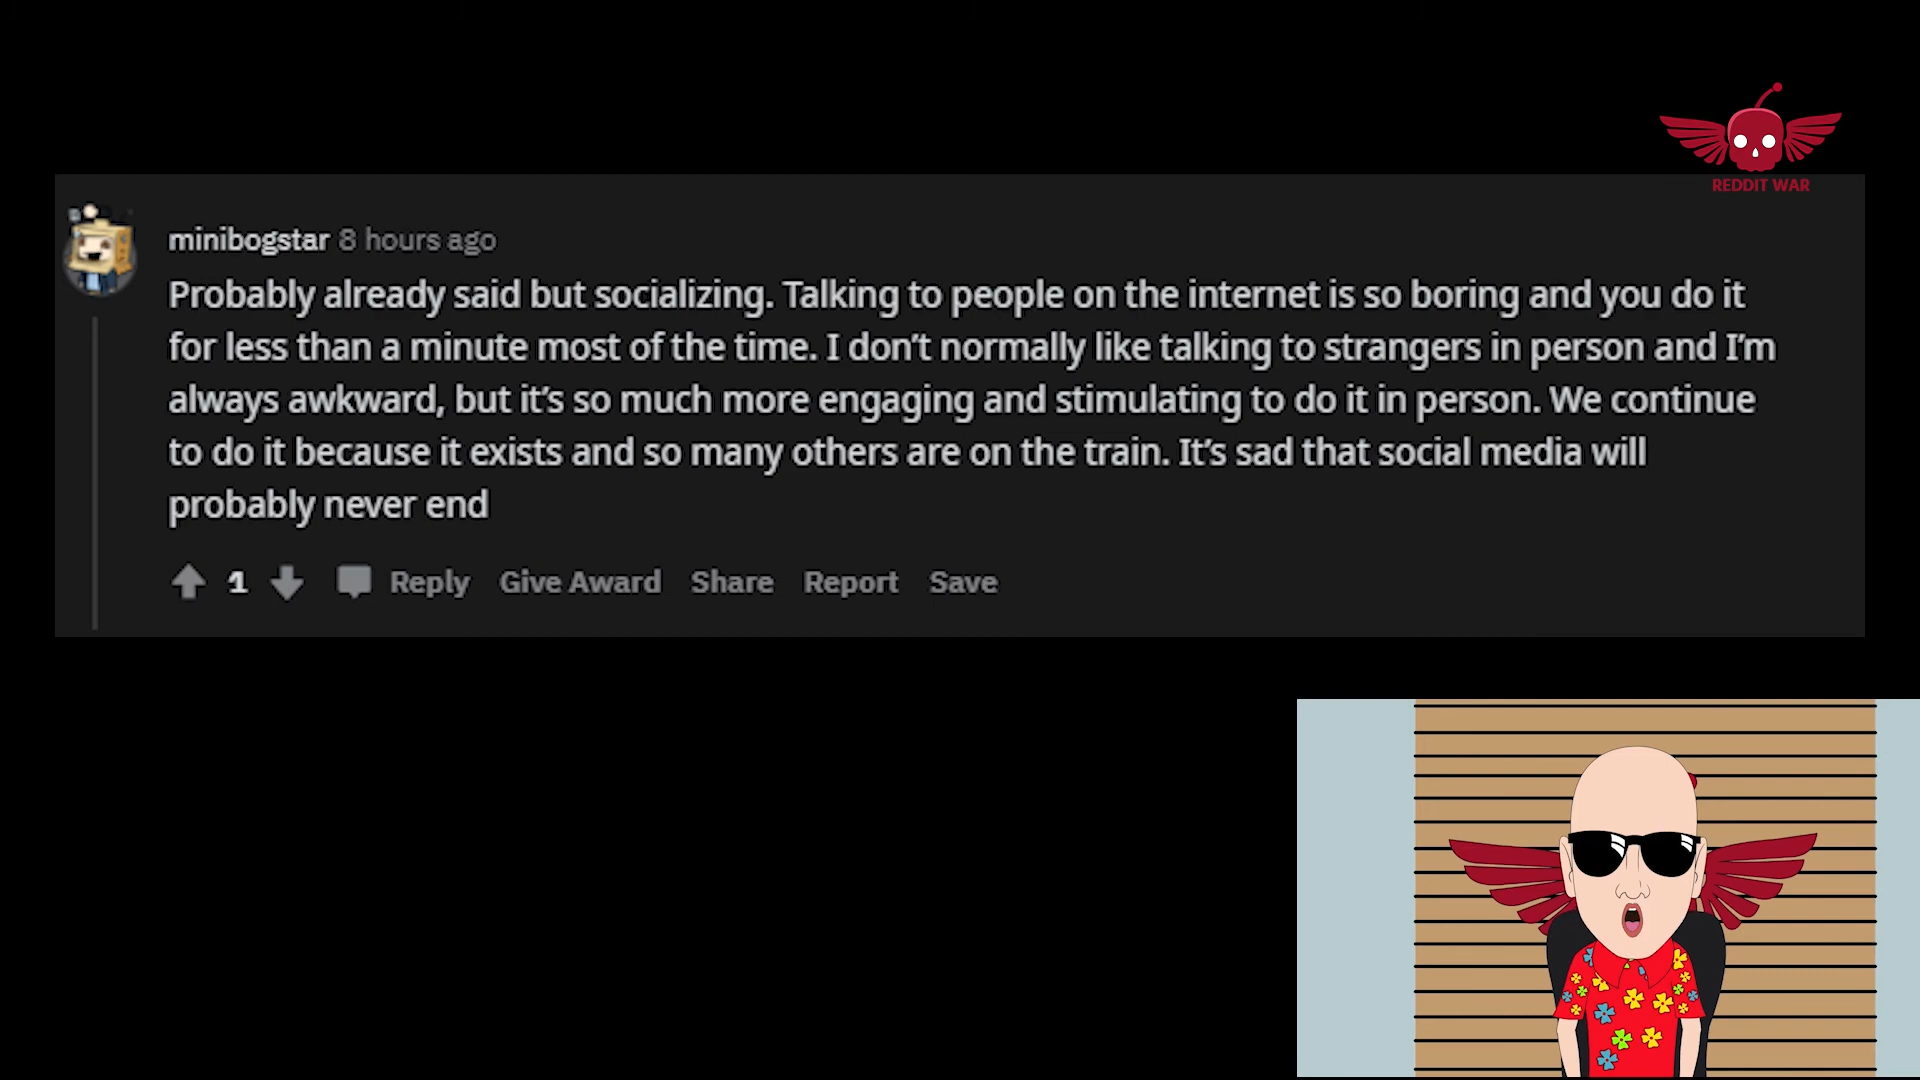 REDDIT WAR
minibogstar 8 hours ago
Probably already said but socializing. Talking to people on the internet is so boring and you do it
for less than a minute most of the time. I don’t normally like talking to strangers in person and I’m
always awkward, but it’s so much more engaging and stimulating to do it in person. We continue
to do it because it exists and so many others are on the train. It’s sad that social media will
probably never end
1 Reply Give Award Share Report Save